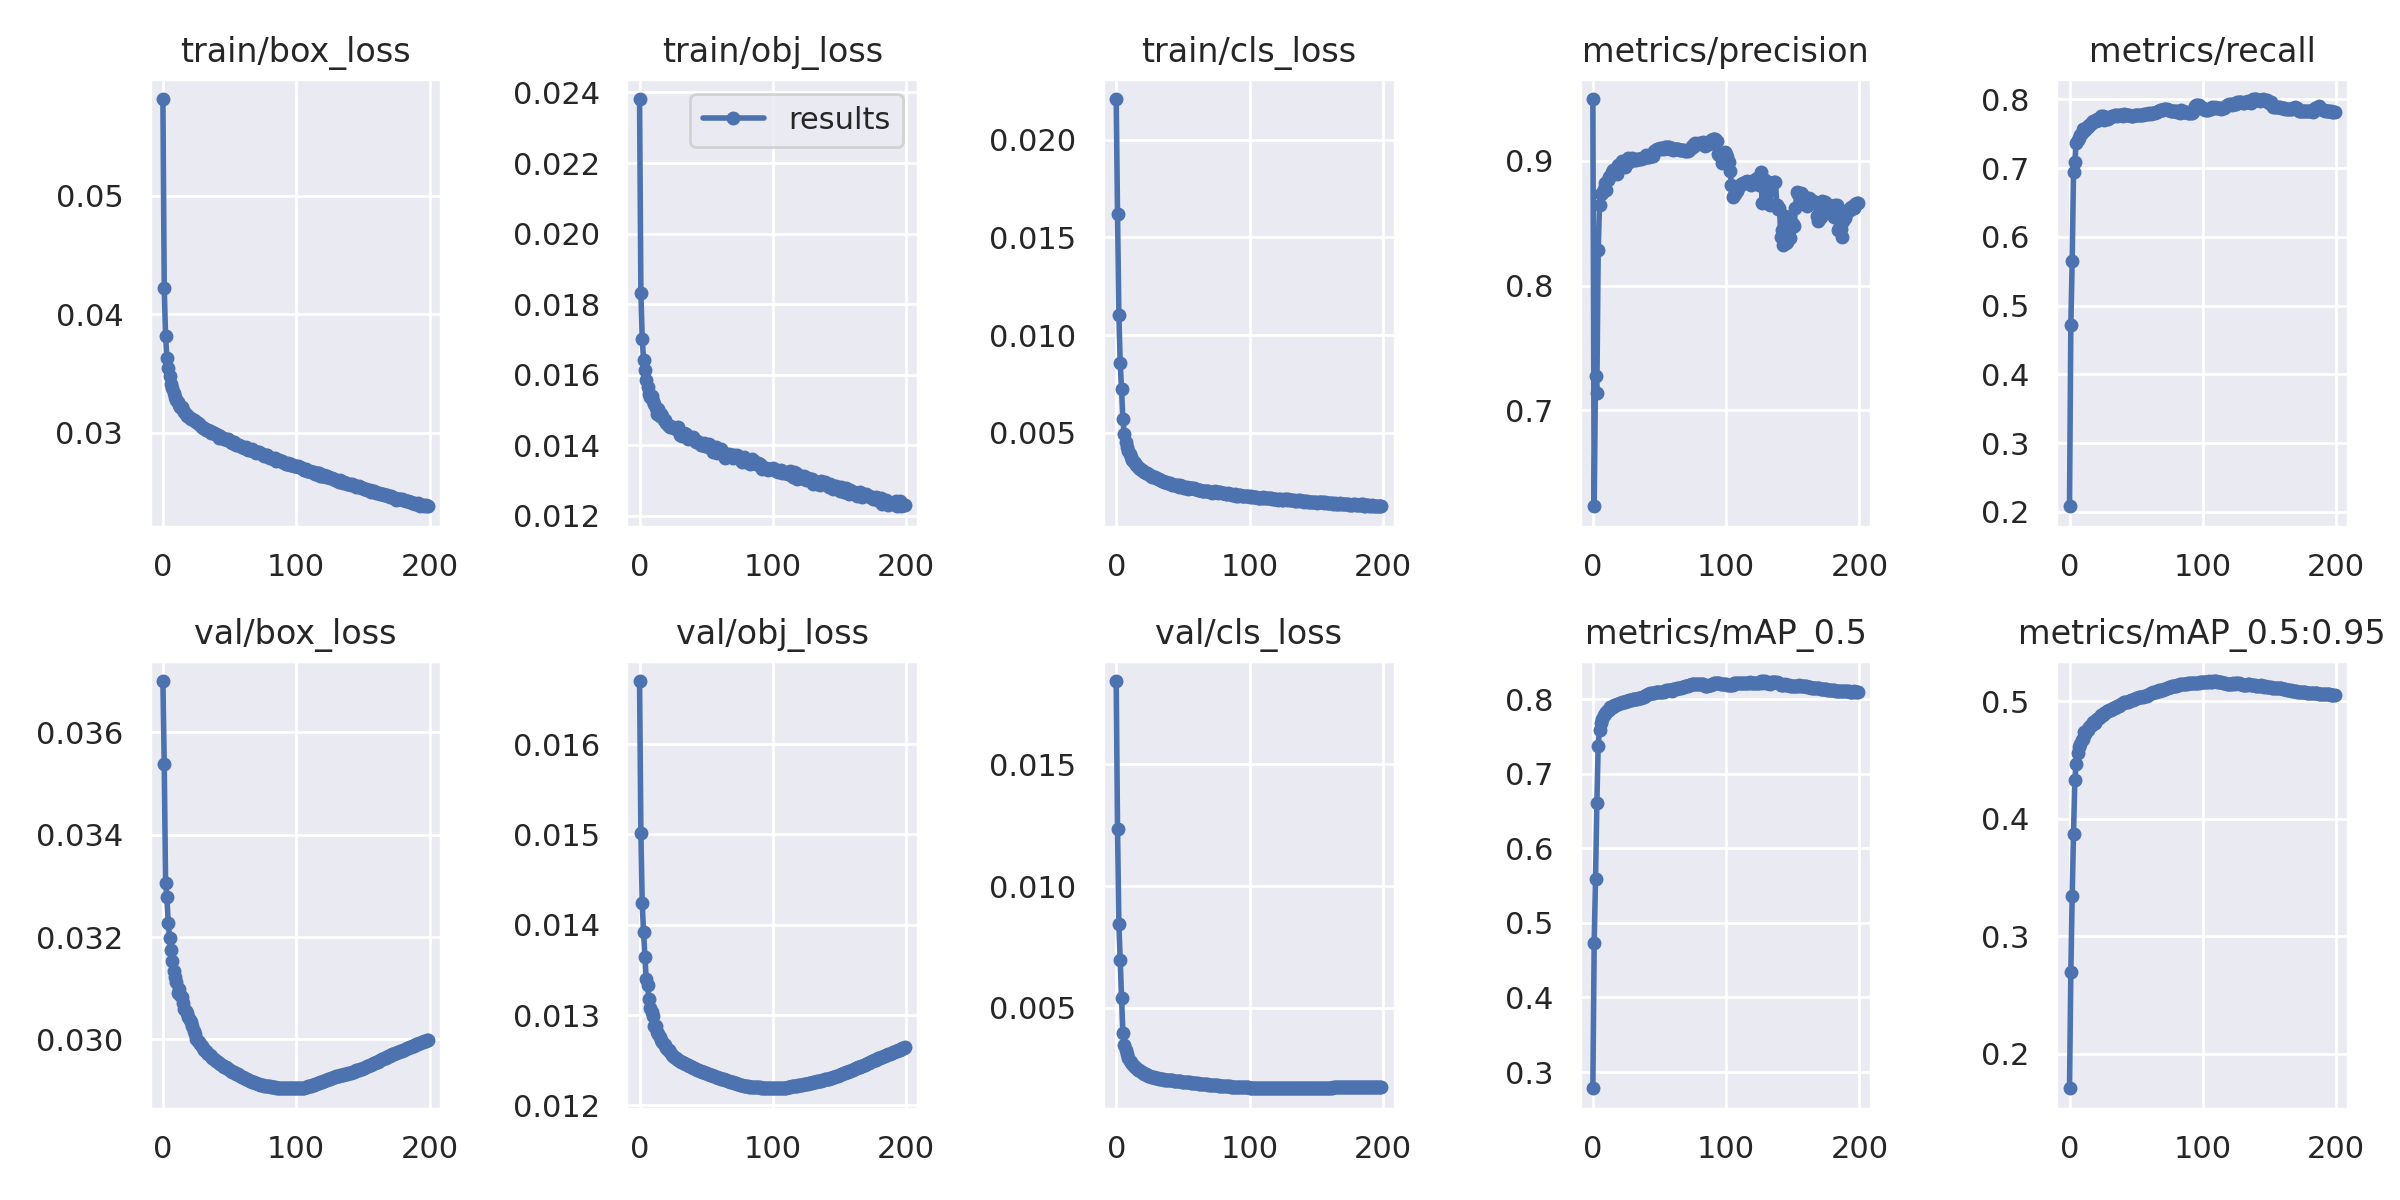 train/box_loss
0.05
0.04
0.03
0 100 200
train/obj_loss
results
0.024
0.022
0.020
0.018
0.016
0.014
0.012
0 100 200
train/cls_loss
0.020
0.015
0.010
0.005
0 100 200
metrics/precision
0.9
0.8
0.7
0 100 200
metrics/recall
0.8
0.7
0.6
0.5
0.4
0.3
0.2
0 100 200
val/box_loss
0.036
0.034
0.032
0.030
0 100 200
val/obj_loss
0.016
0.015
0.014
0.013
0.012
0 100 200
val/cls_loss
0.015
0.010
0.005
0 100 200
metrics/mAP_0.5
0.8
0.7
0.6
0.5
0.4
0.3
0 100 200
metrics/mAP_0.5:0.95
0.5
0.4
0.3
0.2
0 100 200